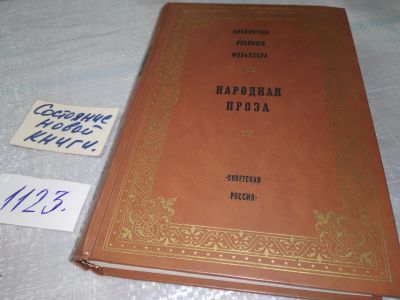 Состояние
новой
книги.
1123.
БИБЛИОТЕКА
РУССКОГО
ФОЛЬКЛОРА
НАРОДНАЯ
ПРОЗА
«СОВЕТСКАЯ
РОССИЯ»